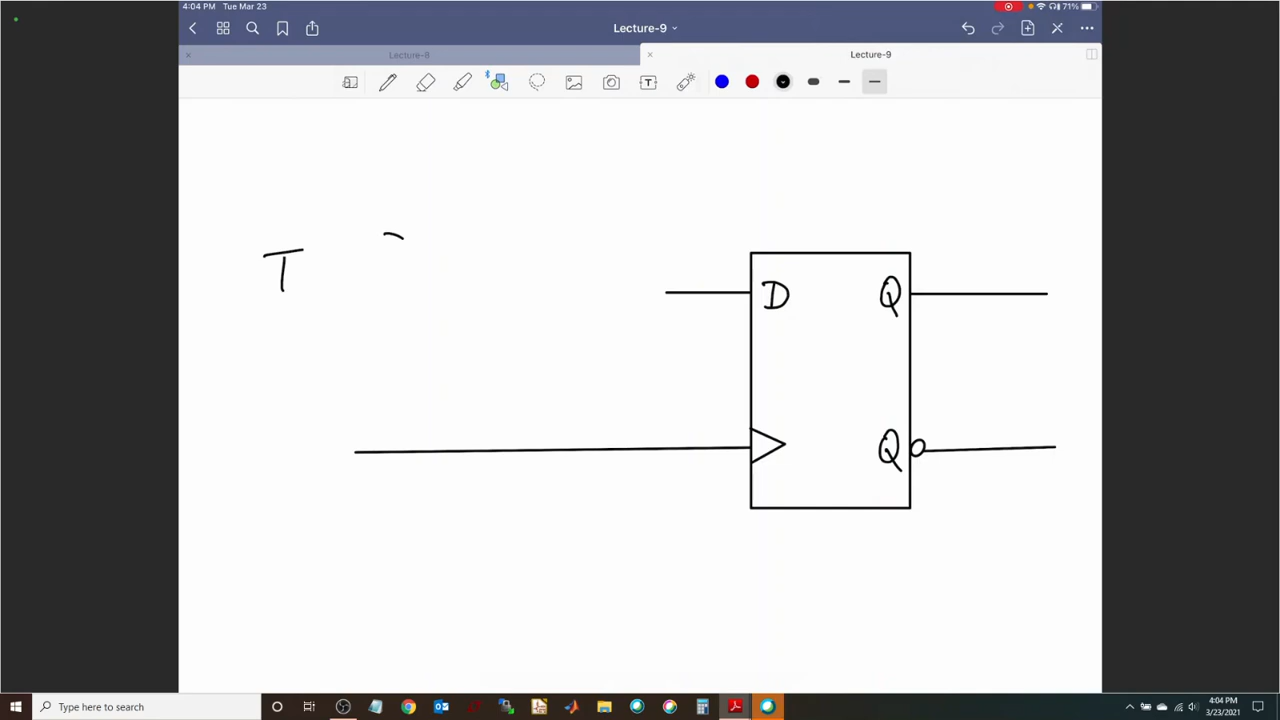 4:04 PM Tue Mar 23
71%
Lecture-9
Lecture-8
Lecture-9
T
T
D Q
Q
Type here to search
4:04 PM
3/23/2021